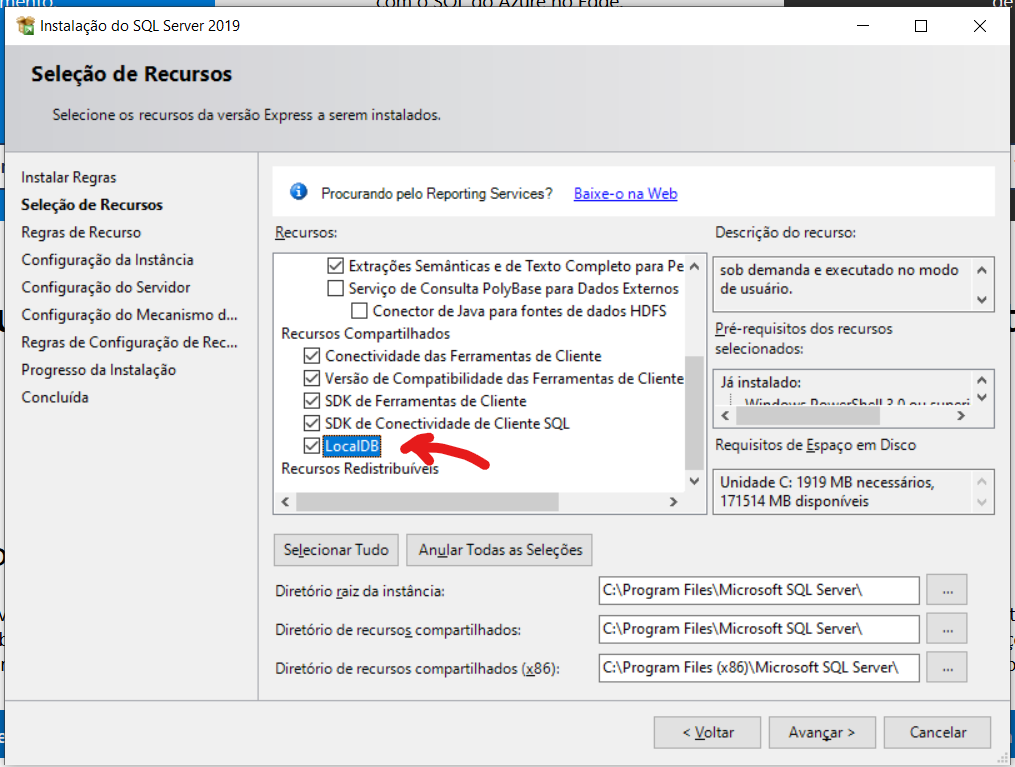 com o SQL do Azure no Edge.
Instalação do SQL Server 2019
Seleção de Recursos
Selecione os recursos da versão Express a serem instalados.
Instalar Regras
Seleção de Recursos
Regras de Recurso
Configuração da Instância
Configuração do Servidor
Configuração do Mecanismo d...
Regras de Configuração de Rec...
Progresso da Instalação
Concluída
Procurando pelo Reporting Services? Baixe-o na Web
Recursos:
Extrações Semânticas e de Texto Completo para Pe
Serviço de Consulta PolyBase para Dados Externos
Conector de Java para fontes de dados HDFS
Recursos Compartilhados
Conectividade das Ferramentas de Cliente
Versão de Compatibilidade das Ferramentas de Cliente
SDK de Ferramentas de Cliente
SDK de Conectividade de Cliente SQL
LocalDB
Recursos Redistribuíveis
Descrição do recurso:
sob demanda e executado no modo
de usuário.
Pré-requisitos dos recursos
selecionados:
Já instalado:
Windows PowerShell 3.0 ou superi
Requisitos de Espaço em Disco
Unidade C: 1919 MB necessários,
171514 MB disponíveis
Selecionar Tudo
Anular Todas as Seleções
Diretório raiz da instância:
C:\Program Files\Microsoft SQL Server\
...
Diretório de recursos compartilhados:
C:\Program Files\Microsoft SQL Server\
...
Diretório de recursos compartilhados (x86):
C:\Program Files (x86)\Microsoft SQL Server\
...
< Voltar
Avançar >
Cancelar